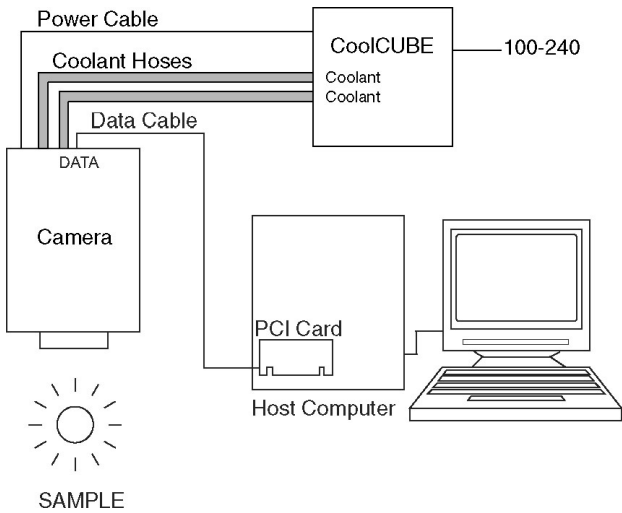 Power Cable
CoolCUBE
100-240
Coolant Hoses
Coolant
Coolant
Data Cable
DATA
Camera
PCI Card
Host Computer
SAMPLE